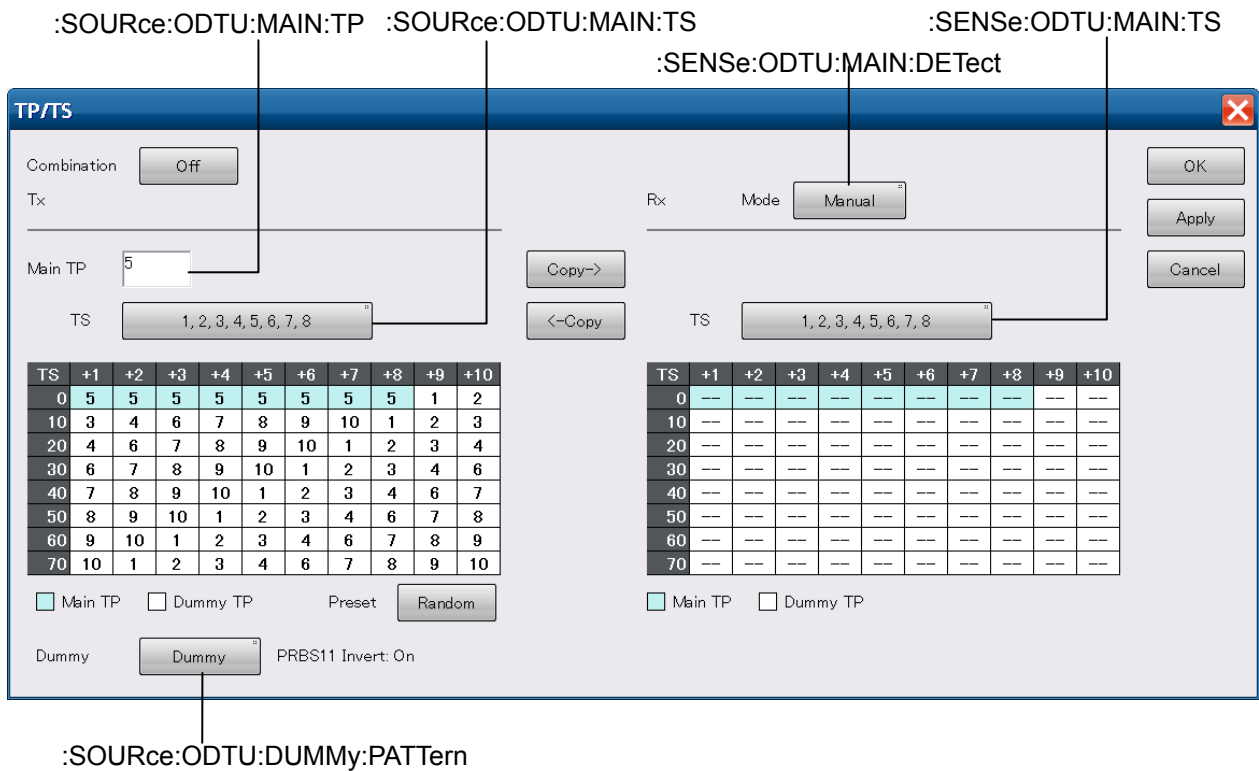 :SOURce:ODTU:MAIN:TP :SOURce:ODTU:MAIN:TS :SENSe:ODTU:MAIN:TS
:SENSe:ODTU:MAIN:DETect
TP/TS
Combination Off OK
Tx Rx Mode Manual
Apply
Main TP 5 Copy-> Cancel
TS 1, 2, 3, 4, 5, 6, 7, 8 <-Copy TS 1, 2, 3, 4, 5, 6, 7, 8
TS +1 +2 +3 +4 +5 +6 +7 +8 +9 +10 TS +1 +2 +3 +4 +5 +6 +7 +8 +9 +10
0 5 5 5 5 5 5 5 5 1 2 0 -- -- -- -- -- -- -- -- -- --
10 3 4 6 7 8 9 10 1 2 3 10 -- -- -- -- -- -- -- -- -- --
20 4 6 7 8 9 10 1 2 3 4 20 -- -- -- -- -- -- -- -- -- --
30 6 7 8 9 10 1 2 3 4 6 30 -- -- -- -- -- -- -- -- -- --
40 7 8 9 10 1 2 3 4 6 7 40 -- -- -- -- -- -- -- -- -- --
50 8 9 10 1 2 3 4 6 7 8 50 -- -- -- -- -- -- -- -- -- --
60 9 10 1 2 3 4 6 7 8 9 60 -- -- -- -- -- -- -- -- -- --
70 10 1 2 3 4 6 7 8 9 10 70 -- -- -- -- -- -- -- -- -- --
Main TP Dummy TP Preset Random Main TP Dummy TP
Dummy Dummy PRBS11 Invert: On
:SOURce:ODTU:DUMMy:PATTern